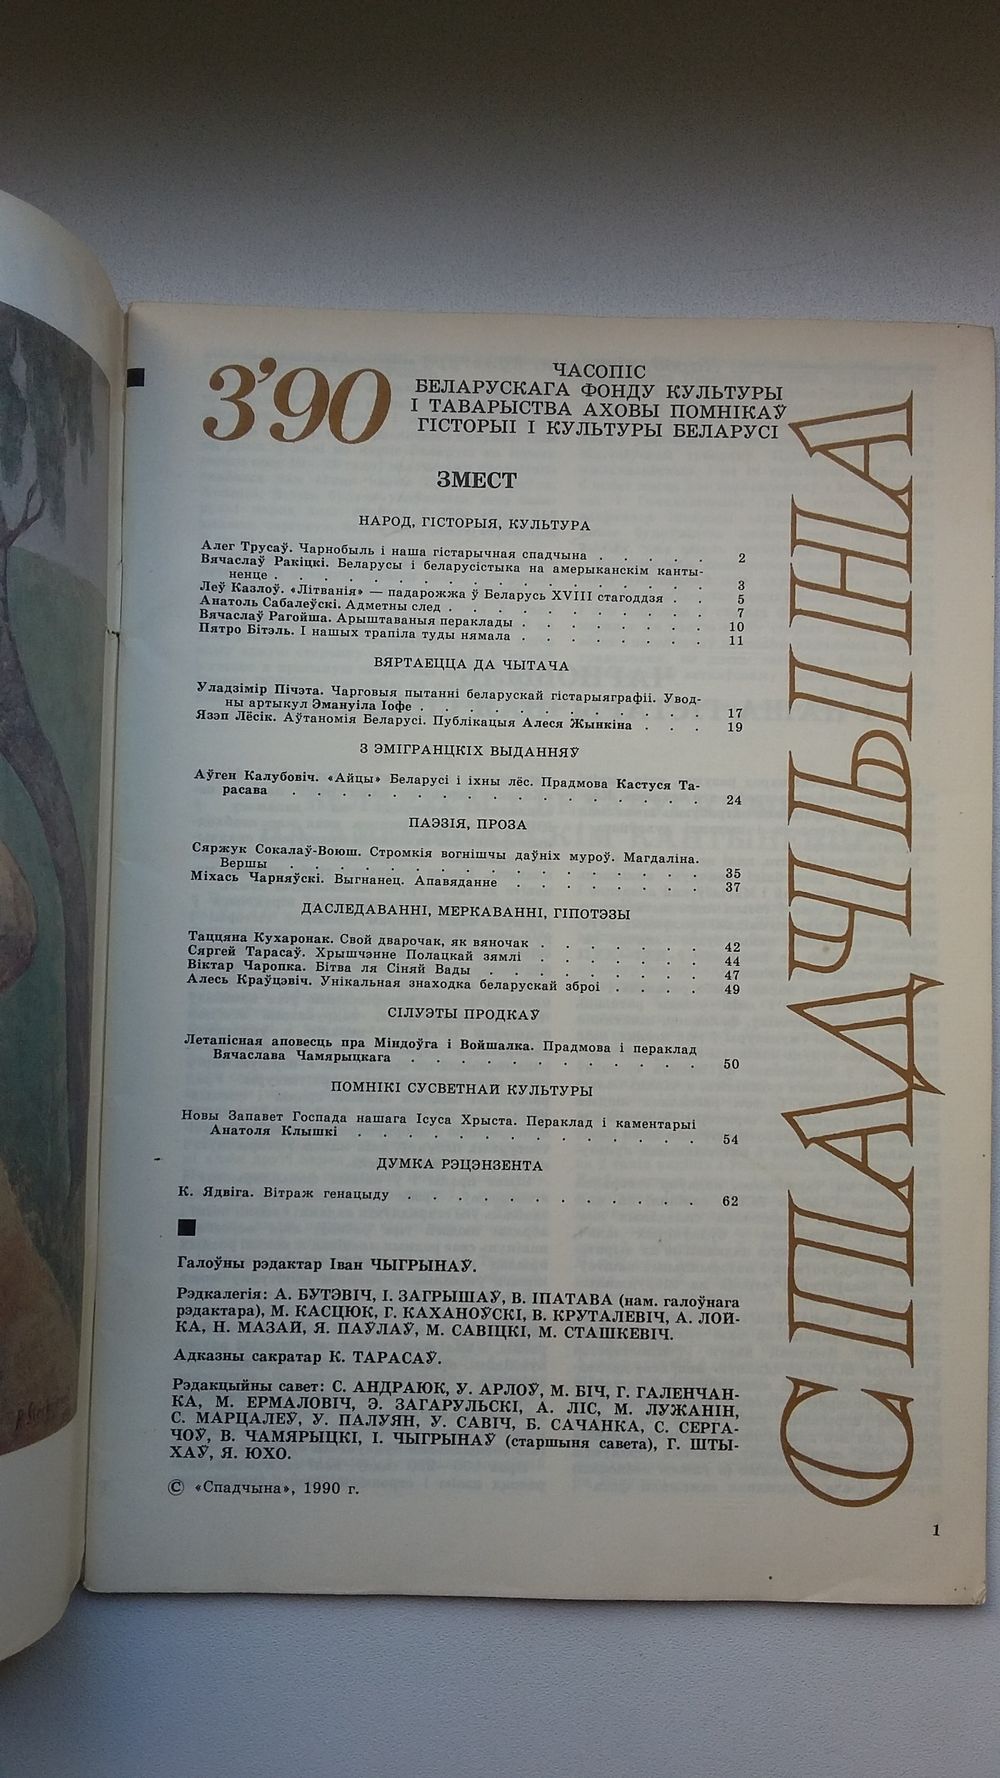 3’90
ЧАСОПІС
БЕЛАРУСКАГА ФОНДУ КУЛЬТУРЫ
І ТАВАРЫСТВА АХОВЫ ПОМНІКАЎ
ГІСТОРЫІ І КУЛЬТУРЫ БЕЛАРУСІ
СПАДЧЫНА
ЗМЕСТ
НАРОД, ГІСТОРЫЯ, КУЛЬТУРА
Алег Трусаў. Чарнобыль і наша гістарычная спадчына . . . . . 2
Вячаслаў Ракіцкі. Беларусы і беларусістыка на амерыканскім канты-
ненце . . . . . . . . . . . . . . . . . 3
Леў Казлоў. «Літванія» — падарожжа ў Беларусь XVIII стагоддзя . . 5
Анатоль Сабалеўскі. Адметны след . . . . . . . . . . . 7
Вячаслаў Рагойша. Арыштаваныя пераклады . . . . . . . . 10
Пятро Бітэль. І нашых трапіла туды нямала . . . . . . . . 11
ВЯРТАЕЦЦА ДА ЧЫТАЧА
Уладзімір Пічэта. Чарговыя пытанні беларускай гістарыяграфіі. Увод-
ны артыкул Эмануіла Іофе . . . . . . . . . . . . 17
Язэп Лёсік. Аўтаномія Беларусі. Публікацыя Алеся Жынкіна . . . 19
З ЭМІГРАНЦКІХ ВЫДАННЯЎ
Аўген Калубовіч. «Айцы» Беларусі і іхны лёс. Прадмова Кастуся Та-
расава . . . . . . . . . . . . . . . . 24
ПАЭЗІЯ, ПРОЗА
Сяржук Сокалаў-Воюш. Стромкія вогнішчы даўніх муроў. Магдаліна.
Вершы . . . . . . . . . . . . . . . . . 35
Міхась Чарняўскі. Выгнанец. Апавяданне . . . . . . . . 37
ДАСЛЕДАВАННІ, МЕРКАВАННІ, ГІПОТЭЗЫ
Таццяна Кухаронак. Свой дварочак, як вяночак . . . . . . . 42
Сяргей Тарасаў. Хрышчэнне Полацкай зямлі . . . . . . . . 44
Віктар Чаропка. Бітва ля Сіняй Вады . . . . . . . . . 47
Алесь Краўцэвіч. Унікальная знаходка беларускай зброі . . . . 49
СІЛУЭТЫ ПРОДКАЎ
Летапісная аповесць пра Міндоўга і Войшалка. Прадмова і пераклад
Вячаслава Чамярыцкага . . . . . . . . . . . . 50
ПОМНІКІ СУСВЕТНАЙ КУЛЬТУРЫ
Новы Запавет Госпада нашага Ісуса Хрыста. Пераклад і каментарыі
Анатоля Клышкі . . . . . . . . . . . . . . 54
ДУМКА РЭЦЭНЗЕНТА
К. Ядвіга. Вітраж генацыду . . . . . . . . . . . . 62
Галоўны рэдактар Іван ЧЫГРЫНАЎ.
Рэдкалегія: А. БУТЭВІЧ, І. ЗАГРЫШАЎ, В. ІПАТАВА (нам. галоўнага
рэдактара), М. КАСЦЮК, Г. КАХАНОЎСКІ, В. КРУТАЛЕВІЧ, А. ЛОЙ-
КА, Н. МАЗАЙ, Я. ПАЎЛАЎ, М. САВІЦКІ, М. СТАШКЕВІЧ.
Адказны сакратар К. ТАРАСАЎ.
Рэдакцыйны савет: С. АНДРАЮК, У. АРЛОЎ, М. БІЧ, Г. ГАЛЕНЧАН-
КА, М. ЕРМАЛОВІЧ, Э. ЗАГАРУЛЬСКІ, А. ЛІС, М. ЛУЖАНІН,
С. МАРЦАЛЕЎ, У. ПАЛУЯН, У. САВІЧ, Б. САЧАНКА, С. СЕРГА-
ЧОЎ, В. ЧАМЯРЫЦКІ, І. ЧЫГРЫНАЎ (старшыня савета), Г. ШТЫ-
ХАЎ, Я. ЮХО.
© «Спадчына», 1990 г.
1